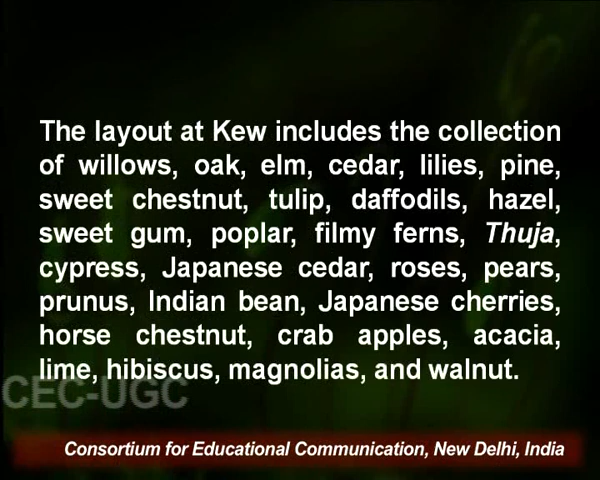 The layout at Kew includes the collection
of willows, oak, elm, cedar, lilies, pine,
sweet chestnut, tulip, daffodils, hazel,
sweet gum, poplar, filmy ferns, Thuja,
cypress, Japanese cedar, roses, pears,
prunus, Indian bean, Japanese cherries,
horse chestnut, crab apples, acacia,
lime, hibiscus, magnolias, and walnut.
CEC-UGC
Consortium for Educational Communication, New Delhi, India